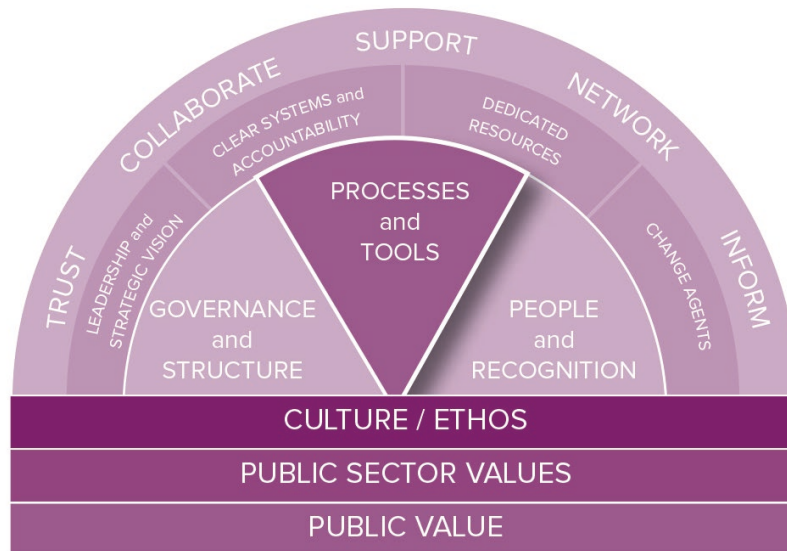 TRUST
COLLABORATE
SUPPORT
NETWORK
INFORM
LEADERSHIP and
STRATEGIC VISION
CLEAR SYSTEMS and
ACCOUNTABILITY
DEDICATED
RESOURCES
CHANGE AGENTS
GOVERNANCE
and
STRUCTURE
PROCESSES
and
TOOLS
PEOPLE
and
RECOGNITION
CULTURE / ETHOS
PUBLIC SECTOR VALUES
PUBLIC VALUE